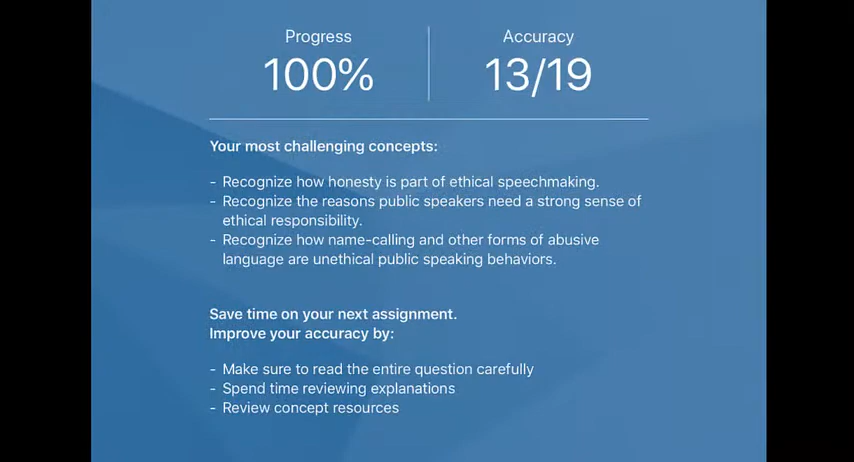 Progress
Accuracy
100%
13/19
Your most challenging concepts:
- Recognize how honesty is part of ethical speechmaking.
- Recognize the reasons public speakers need a strong sense of
ethical responsibility.
- Recognize how name-calling and other forms of abusive
language are unethical public speaking behaviors.
Save time on your next assignment.
Improve your accuracy by:
- Make sure to read the entire question carefully
- Spend time reviewing explanations
- Review concept resources